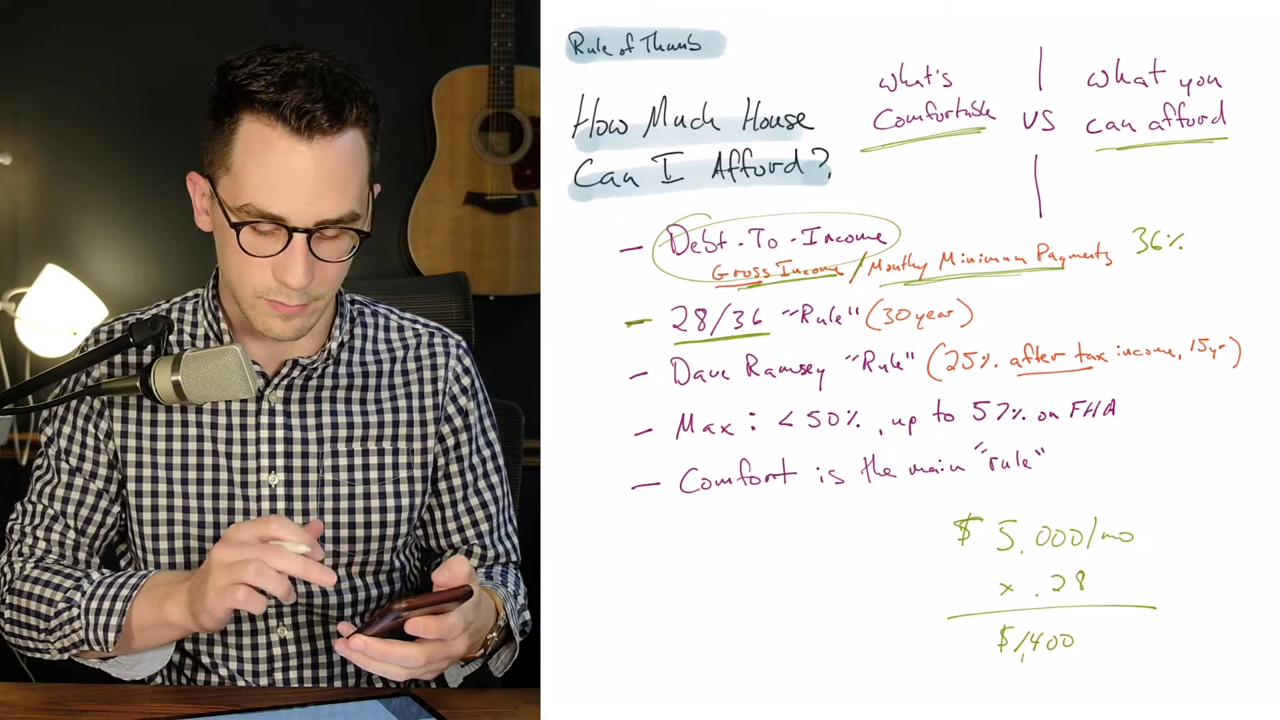 Rule of Thumb
How Much House
Can I Afford?
what's
Comfortable
vs
what you
can afford
- Debt-To-Income
Gross Income / Monthly Minimum Payments 36%
- 28/36 "Rule" (30 year)
- Dave Ramsey "Rule" (25% after tax income, 15yr)
- Max: < 50%, up to 57% on FHA
- Comfort is the main "rule"
$ 5,000/mo
x .28
$1,400